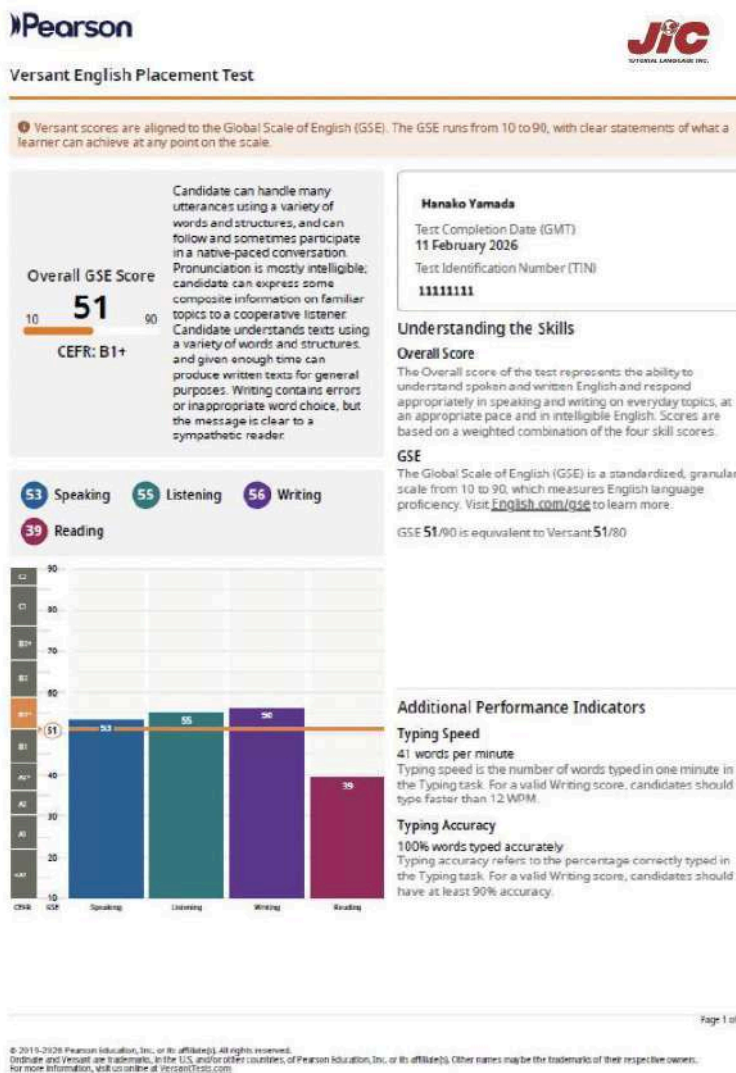 Pearson
JiC
TUTORIAL LANGUAGE INC.
Versant English Placement Test
Versant scores are aligned to the Global Scale of English (GSE). The GSE runs from 10 to 90, with clear statements of what a
learner can achieve at any point on the scale.
Overall GSE Score
10 51 90
CEFR: B1+
Candidate can handle many
utterances using a variety of
words and structures, and can
follow and sometimes participate
in a native-paced conversation.
Pronunciation is mostly intelligible;
candidate can express some
composite information on familiar
topics to a cooperative listener.
Candidate understands texts using
a variety of words and structures.
and given enough time can
produce written texts for general
purposes. Writing contains errors
or inappropriate word choice, but
the message is clear to a
sympathetic reader.
Hanako Yamada
Test Completion Date (GMT)
11 February 2026
Test Identification Number (TIN)
11111111
53 Speaking 55 Listening 56 Writing
39 Reading
Understanding the Skills
Overall Score
The Overall score of the test represents the ability to
understand spoken and written English and respond
appropriately in speaking and writing on everyday topics, at
an appropriate pace and in intelligible English. Scores are
based on a weighted combination of the four skill scores.
GSE
The Global Scale of English (GSE) is a standardized, granular
scale from 10 to 90, which measures English language
proficiency. Visit English.com/gse to learn more.
GSE 51/90 is equivalent to Versant 51/80
C2
C1
B2+
B2
B1+
B1
A2+
A2
A1
<A1
90
80
70
60
51
40
30
20
10
53
55
56
39
CEFR GSE Speaking Listening Writing Reading
Additional Performance Indicators
Typing Speed
41 words per minute
Typing speed is the number of words typed in one minute in
the Typing task. For a valid Writing score, candidates should
type faster than 12 WPM.
Typing Accuracy
100% words typed accurately
Typing accuracy refers to the percentage correctly typed in
the Typing task. For a valid Writing score, candidates should
have at least 90% accuracy.
Page 1 of
© 2019-2026 Pearson Education, Inc. or its affiliate(s). All rights reserved.
Ordinate and Versant are trademarks, in the U.S. and/or other countries, of Pearson Education, Inc. or its affiliate(s). Other names may be the trademarks of their respective owners.
For more information, visit us online at VersantTests.com